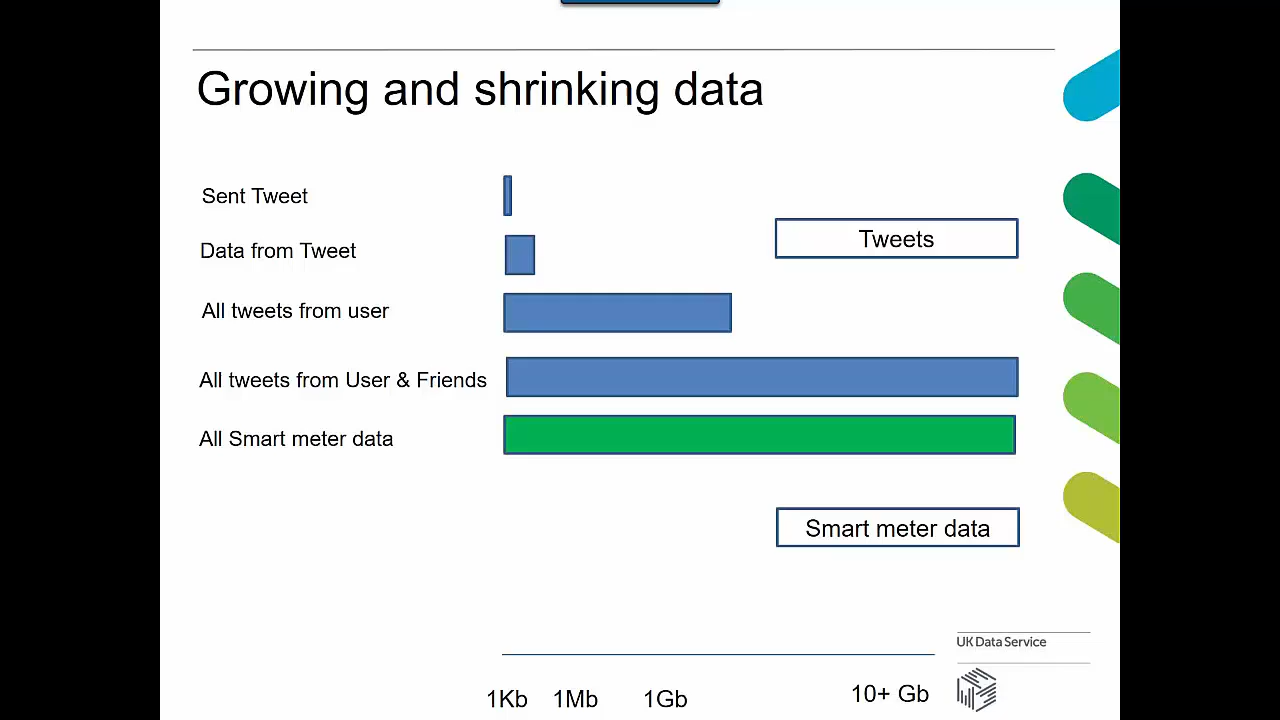 Growing and shrinking data
Sent Tweet
Data from Tweet
Tweets
All tweets from user
All tweets from User & Friends
All Smart meter data
Smart meter data
UK Data Service
1Kb 1Mb 1Gb 10+ Gb